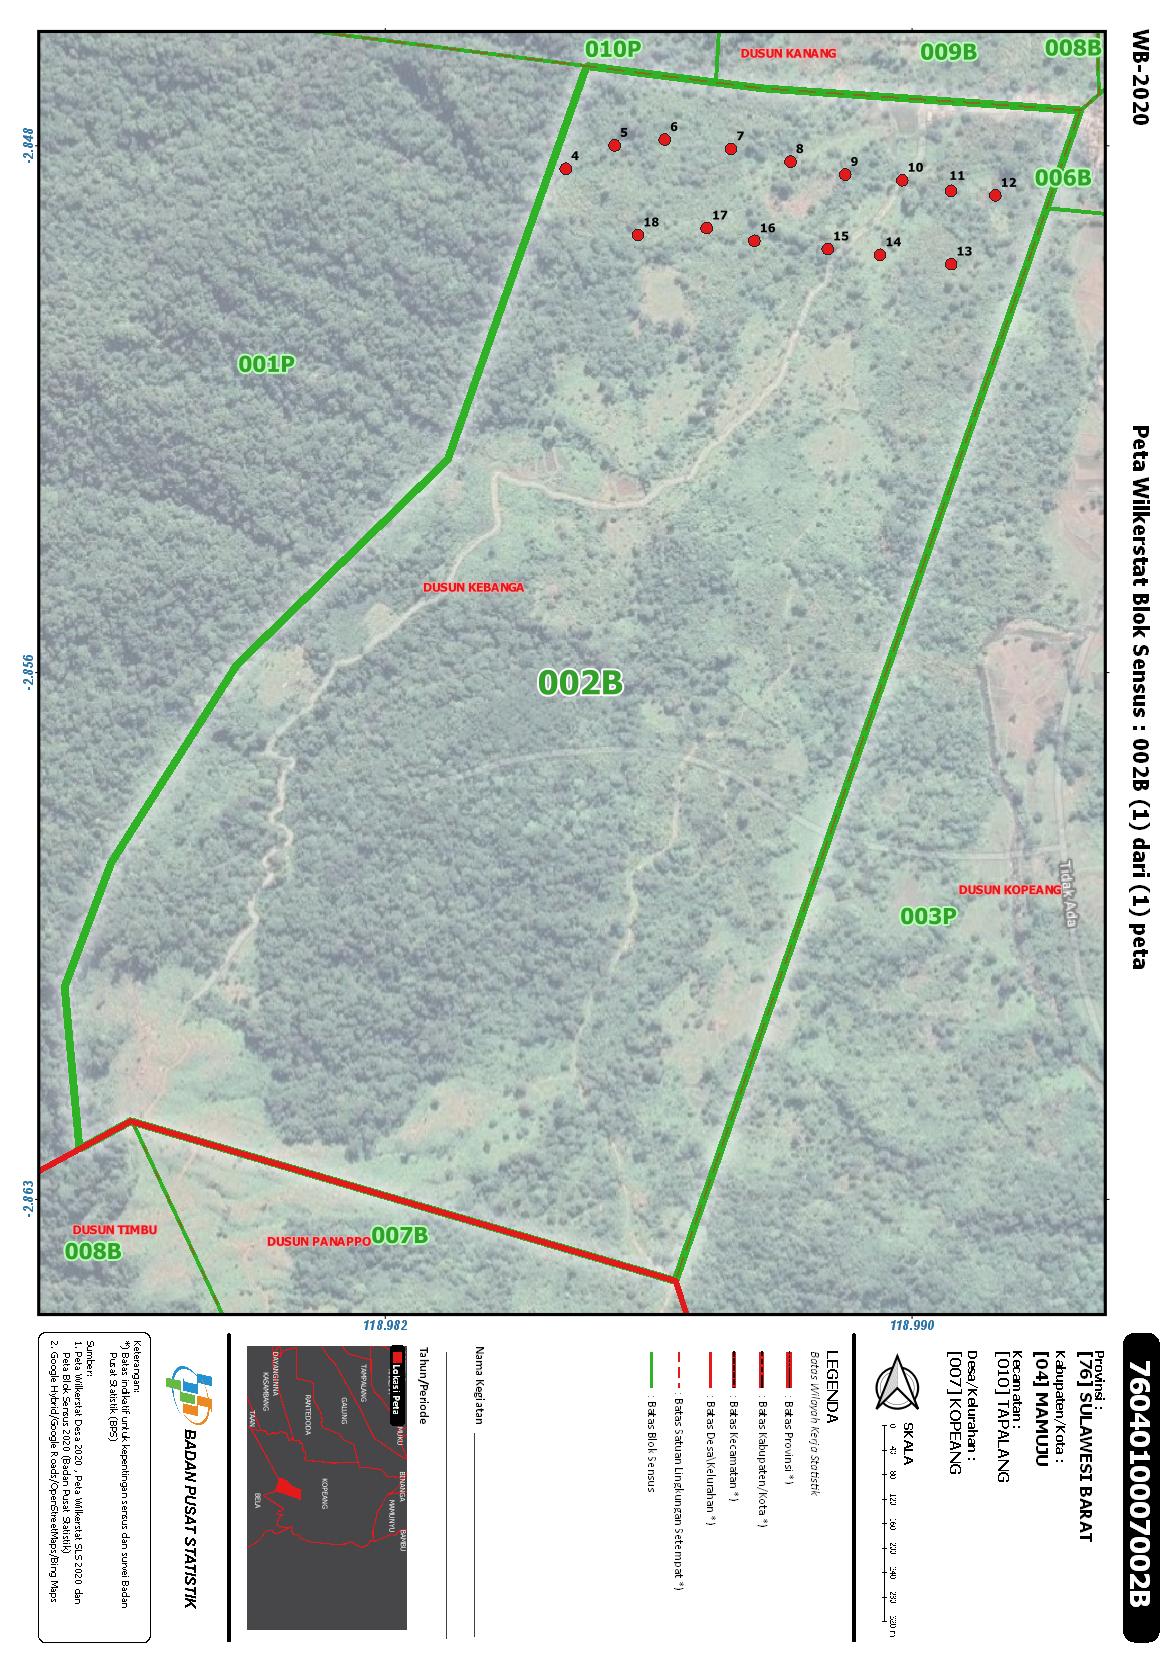 WB-2020
Peta Wilkerstat Blok Sensus : 002B (1) dari (1) peta
010P
DUSUN KANANG
009B
008B
-2.848
4
5
6
7
8
9
10
11
12
006B
18
17
16
15
14
13
001P
DUSUN KEBANGA
002B
-2.856
003P
DUSUN KOPEANG
Tidak Ada
-2.863
DUSUN TIMBU
008B
DUSUN PANAPPO
007B
118.982
118.990
7604010007002B
Provinsi :
[76] SULAWESI BARAT
Kabupaten/Kota :
[04] MAMUJU
Kecamatan :
[010] TAPALANG
Desa/Kelurahan :
[007] KOPEANG
SKALA
0 40 80 120 160 200 240 280 320 m
LEGENDA
Batas Wilayah Kerja Statistik
: Batas Provinsi *)
: Batas Kabupaten/Kota *)
: Batas Kecamatan *)
: Batas Desa\Kelurahan *)
: Batas Satuan Lingkungan Setempat *)
: Batas Blok Sensus
Nama Kegiatan
Tahun/Periode
Lokasi Peta
MUKU
BINANGA
BAMBU
MAMUNYU
TAMPALANG
GALUNG
KOPEANG
RANTEDODA
DAYANGINNA
KASAMBANG
TAAN
BELA
BADAN PUSAT STATISTIK
Keterangan:
*) Batas indikatif untuk kepentingan sensus dan survei Badan
Pusat Statistik (BPS)
Sumber:
1. Peta Wilkerstat Desa 2020 , Peta Wilkerstat SLS 2020 dan
Peta Blok Sensus 2020 (Badan Pusat Statistik)
2. Google Hybrid/Google Roads/OpenStreetMaps/Bing Maps